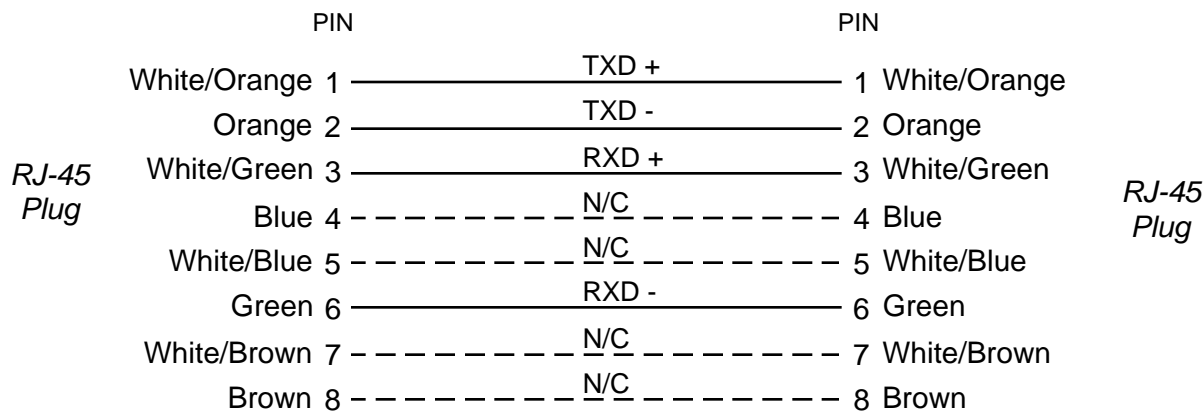 PIN PIN
White/Orange 1 TXD + 1 White/Orange
Orange 2 TXD - 2 Orange
White/Green 3 RXD + 3 White/Green
RJ-45
Plug
Blue 4 N/C 4 Blue
RJ-45
Plug
White/Blue 5 N/C 5 White/Blue
Green 6 RXD - 6 Green
White/Brown 7 N/C 7 White/Brown
Brown 8 N/C 8 Brown